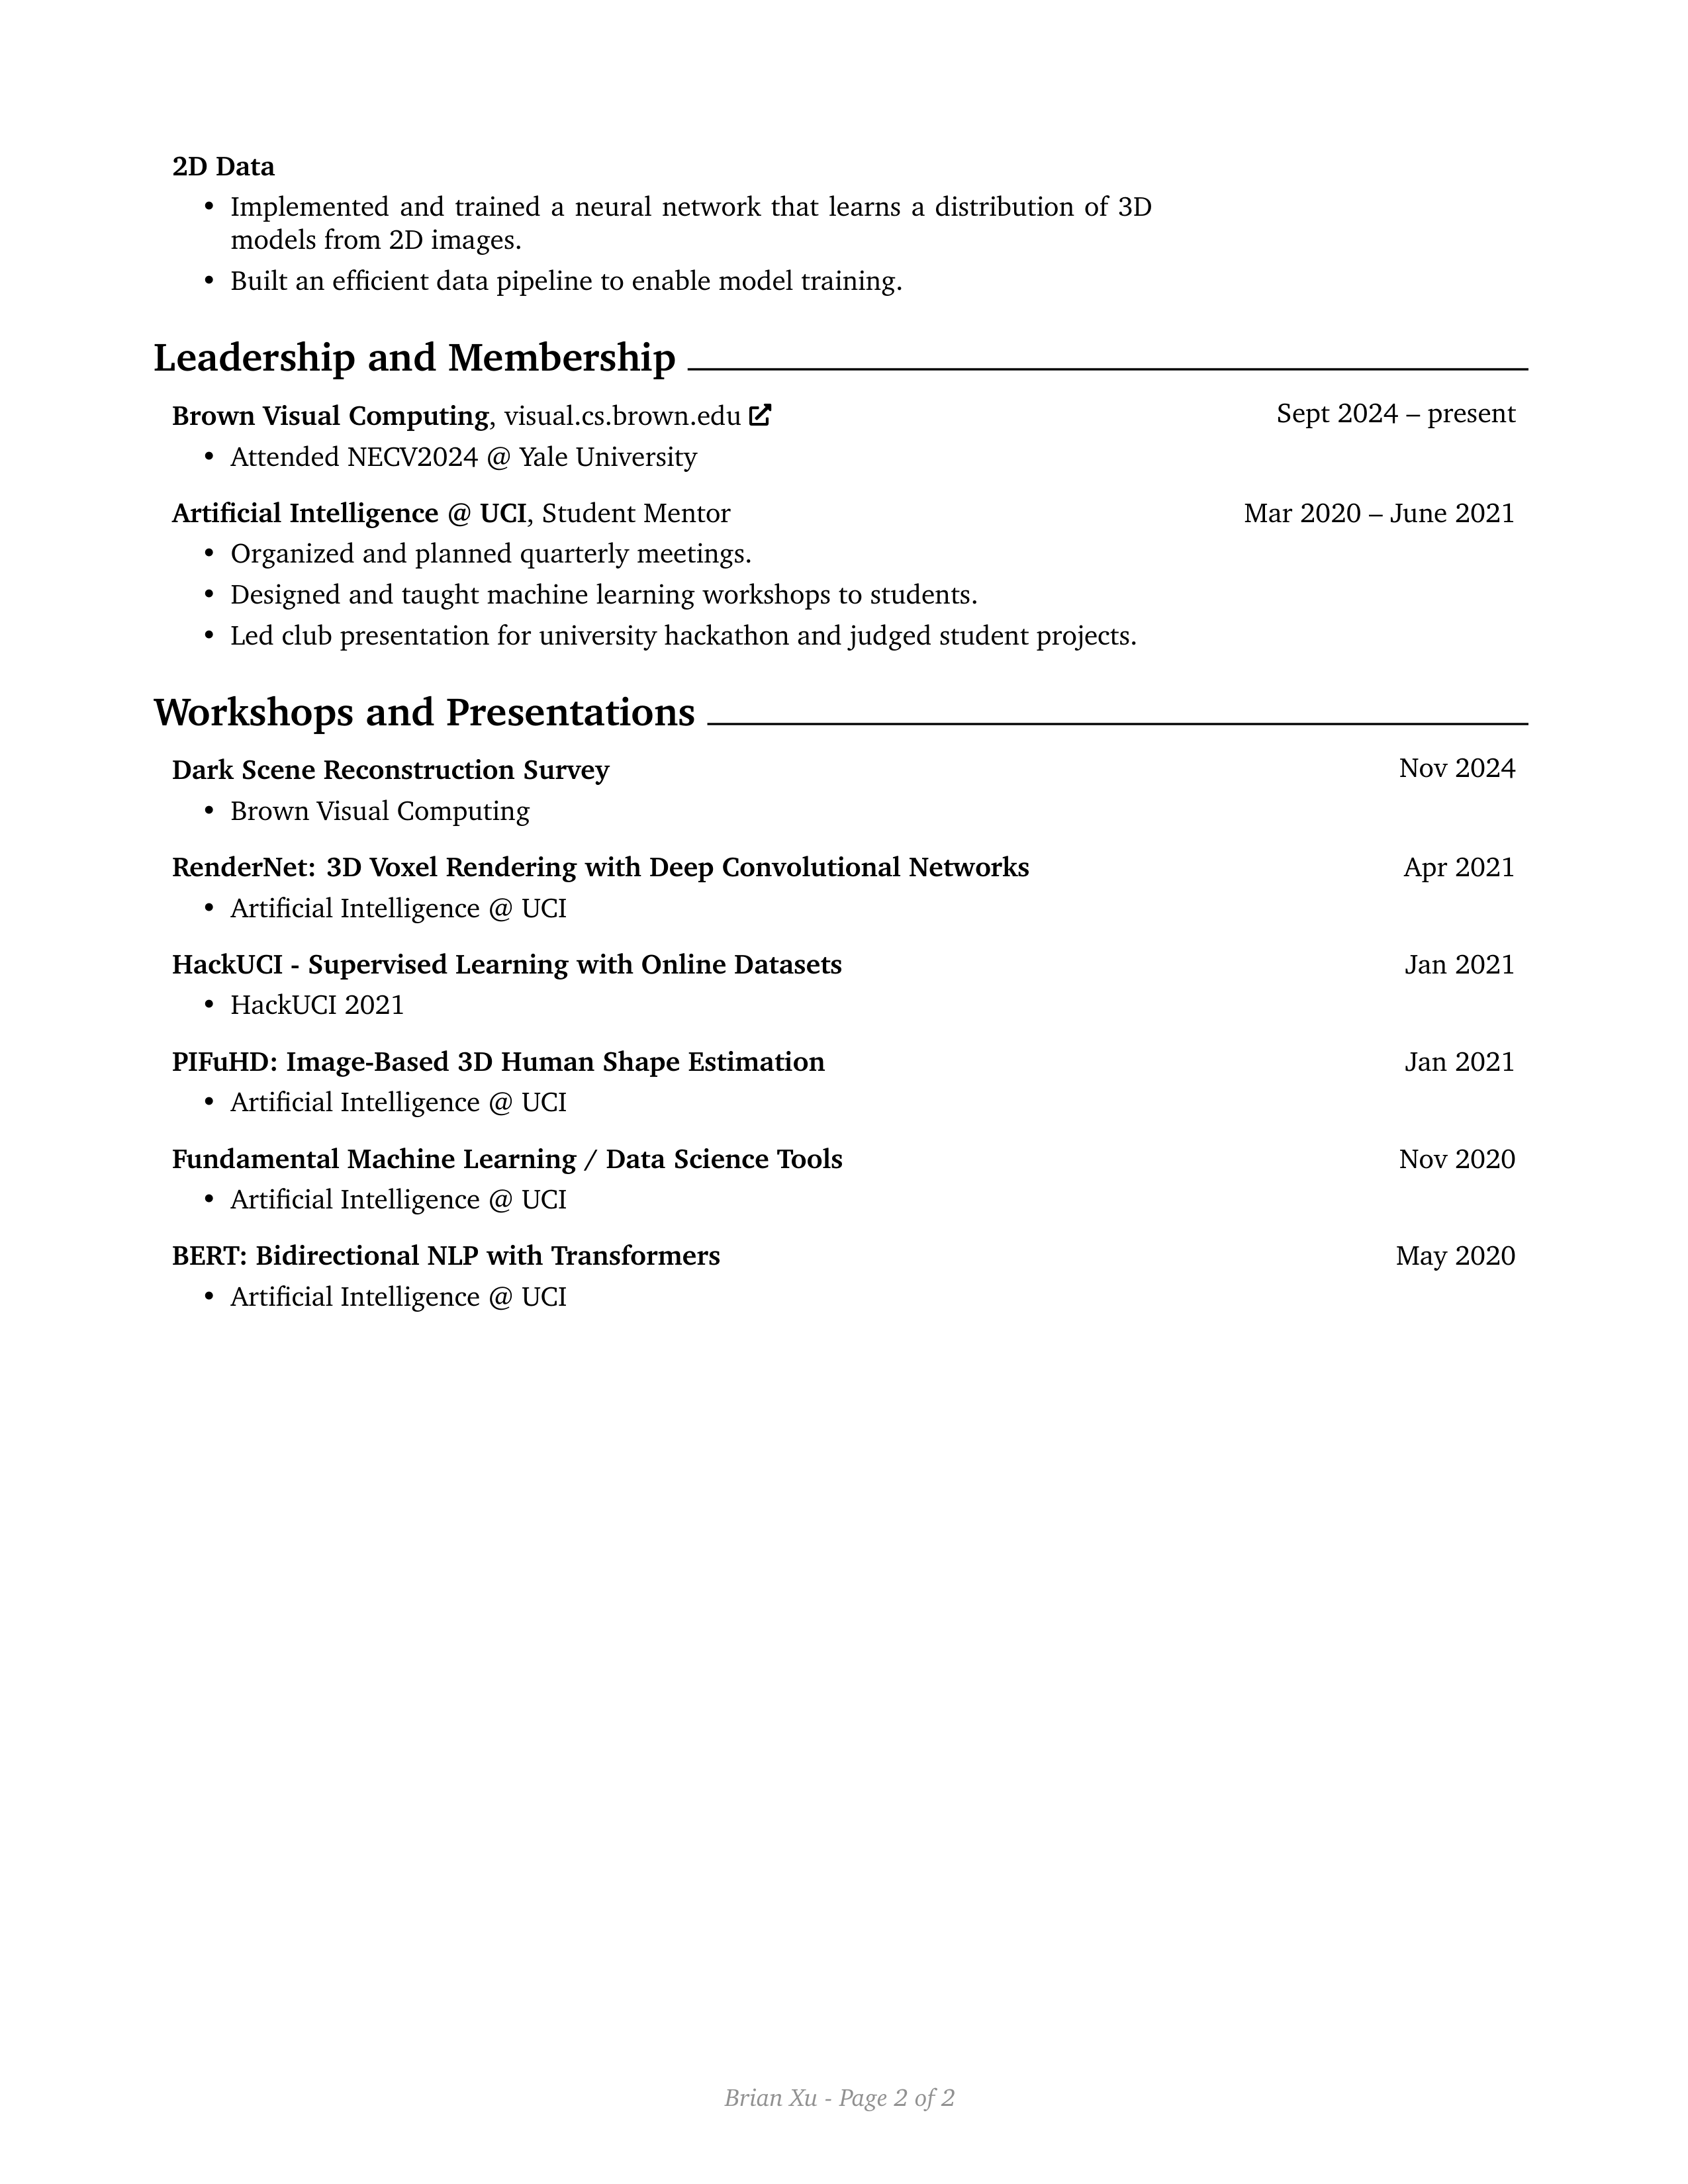 2D Data
• Implemented and trained a neural network that learns a distribution of 3D
models from 2D images.
• Built an efficient data pipeline to enable model training.
Leadership and Membership
Brown Visual Computing, visual.cs.brown.edu Sept 2024 – present
• Attended NECV2024 @ Yale University
Artificial Intelligence @ UCI, Student Mentor Mar 2020 – June 2021
• Organized and planned quarterly meetings.
• Designed and taught machine learning workshops to students.
• Led club presentation for university hackathon and judged student projects.
Workshops and Presentations
Dark Scene Reconstruction Survey Nov 2024
• Brown Visual Computing
RenderNet: 3D Voxel Rendering with Deep Convolutional Networks Apr 2021
• Artificial Intelligence @ UCI
HackUCI - Supervised Learning with Online Datasets Jan 2021
• HackUCI 2021
PIFuHD: Image-Based 3D Human Shape Estimation Jan 2021
• Artificial Intelligence @ UCI
Fundamental Machine Learning / Data Science Tools Nov 2020
• Artificial Intelligence @ UCI
BERT: Bidirectional NLP with Transformers May 2020
• Artificial Intelligence @ UCI
Brian Xu - Page 2 of 2